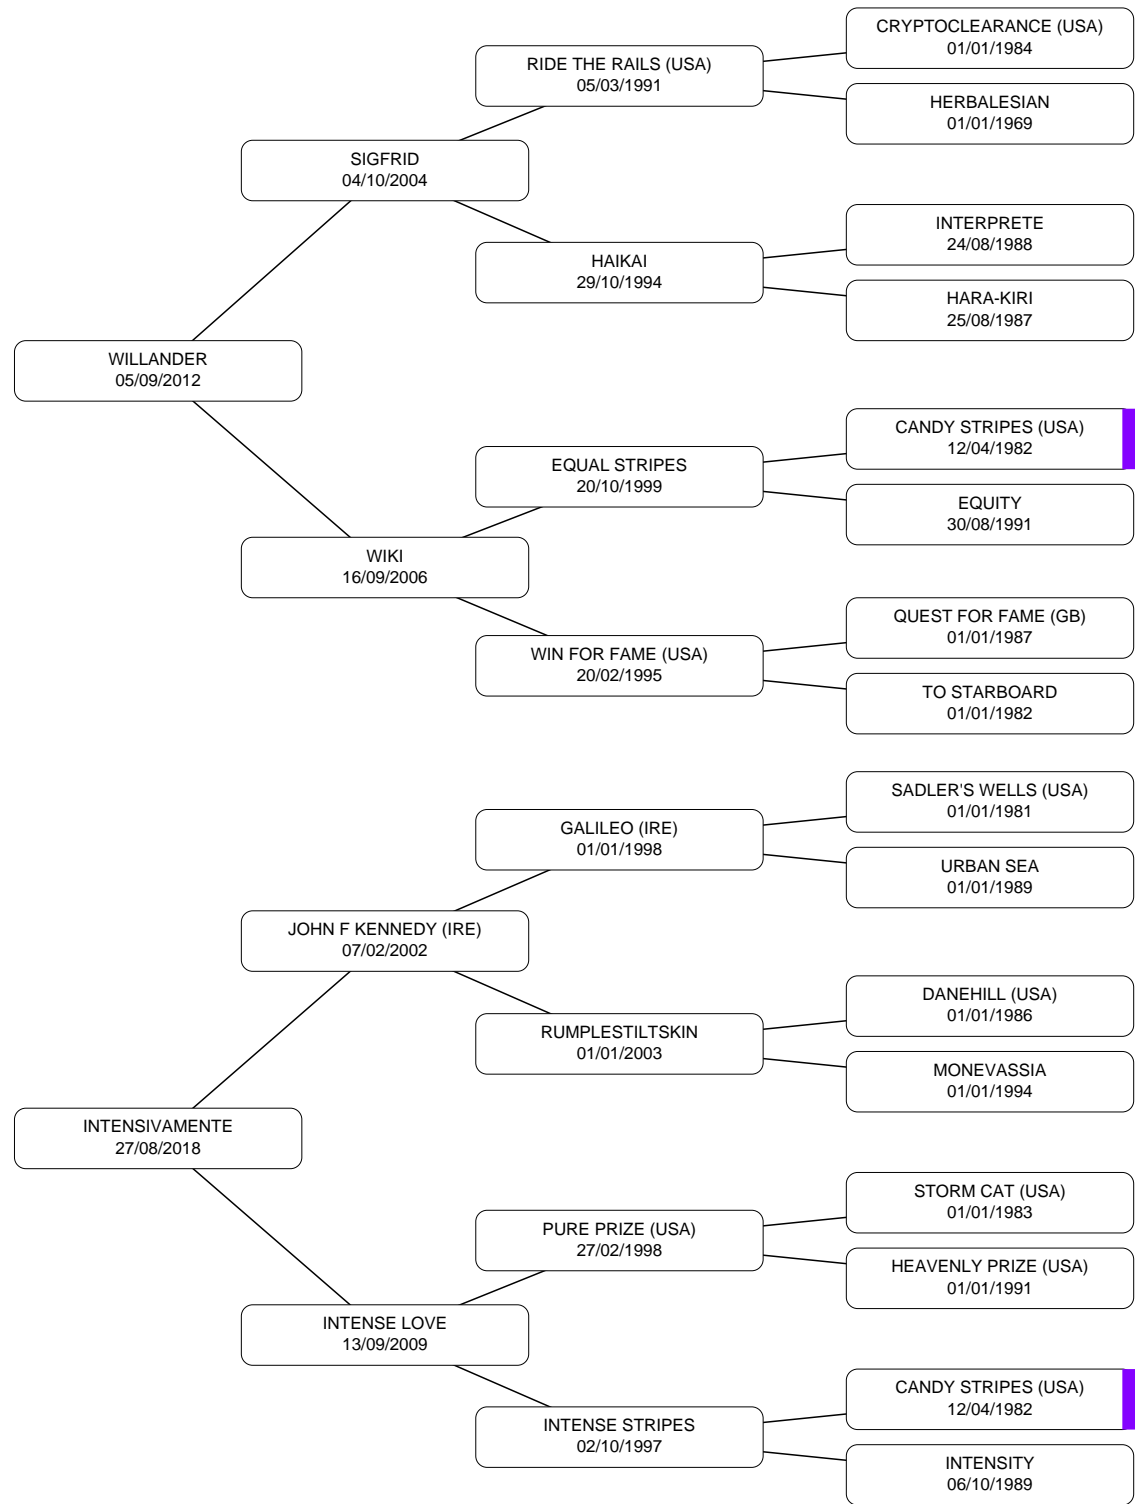 CRYPTOCLEARANCE (USA)
01/01/1984
RIDE THE RAILS (USA)
05/03/1991
HERBALESIAN
01/01/1969
SIGFRID
04/10/2004
INTERPRETE
24/08/1988
HAIKAI
29/10/1994
HARA-KIRI
25/08/1987
WILLANDER
05/09/2012
CANDY STRIPES (USA)
12/04/1982
EQUAL STRIPES
20/10/1999
EQUITY
30/08/1991
WIKI
16/09/2006
QUEST FOR FAME (GB)
01/01/1987
WIN FOR FAME (USA)
20/02/1995
TO STARBOARD
01/01/1982
SADLER'S WELLS (USA)
01/01/1981
GALILEO (IRE)
01/01/1998
URBAN SEA
01/01/1989
JOHN F KENNEDY (IRE)
07/02/2002
DANEHILL (USA)
01/01/1986
RUMPLESTILTSKIN
01/01/2003
MONEVASSIA
01/01/1994
INTENSIVAMENTE
27/08/2018
STORM CAT (USA)
01/01/1983
PURE PRIZE (USA)
27/02/1998
HEAVENLY PRIZE (USA)
01/01/1991
INTENSE LOVE
13/09/2009
CANDY STRIPES (USA)
12/04/1982
INTENSE STRIPES
02/10/1997
INTENSITY
06/10/1989